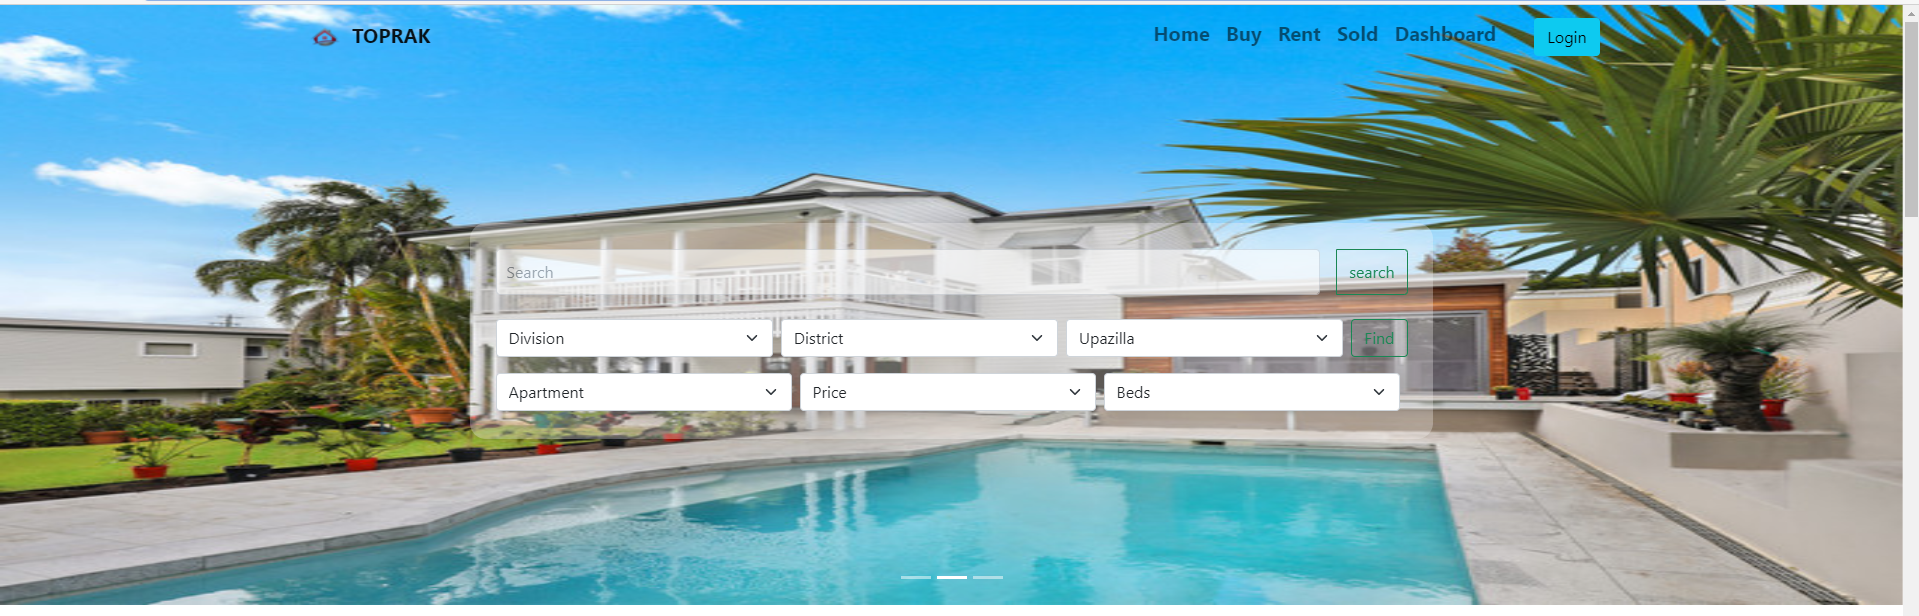 TOPRAK
Home Buy Rent Sold Dashboard Login
Search search
Division District Upazilla Find
Apartment Price Beds